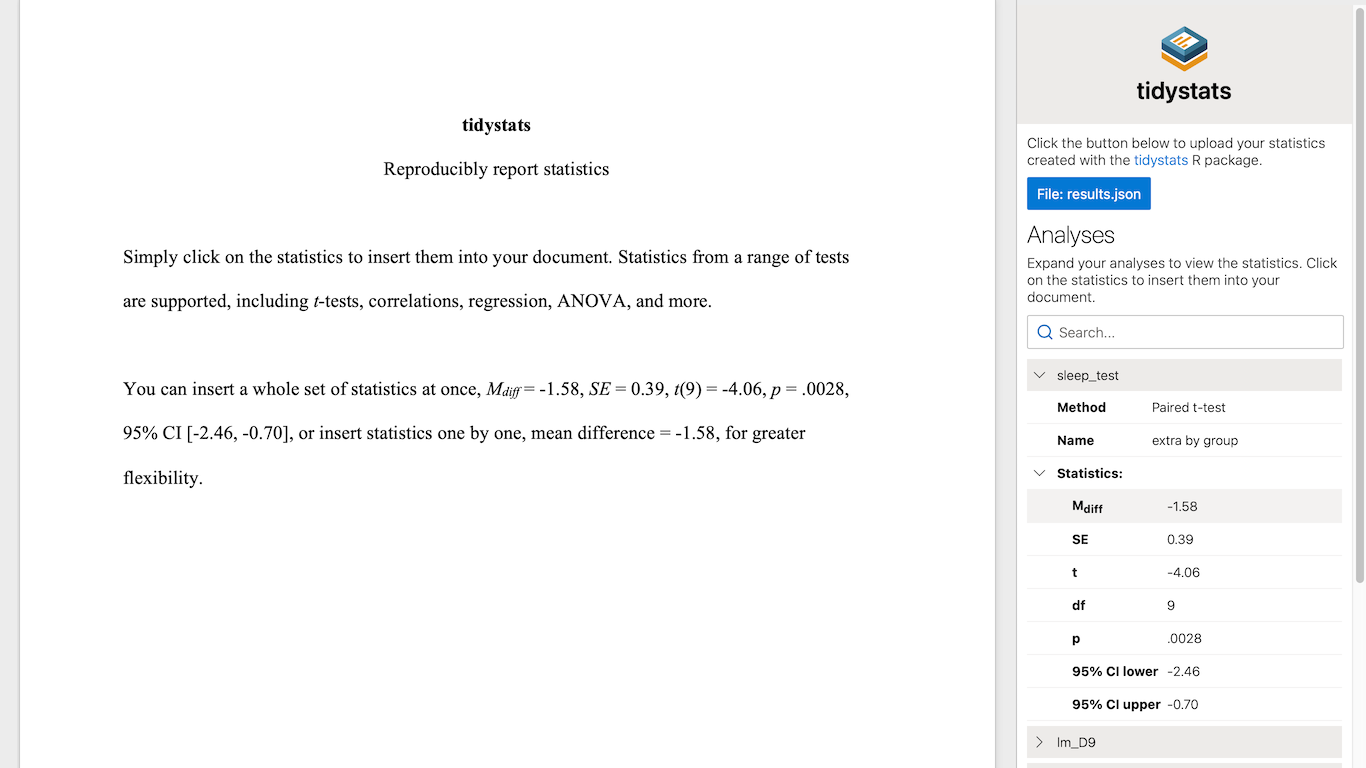 tidystats
Reproducibly report statistics
Simply click on the statistics to insert them into your document. Statistics from a range of tests
are supported, including t-tests, correlations, regression, ANOVA, and more.
You can insert a whole set of statistics at once, Mdiff = -1.58, SE = 0.39, t(9) = -4.06, p = .0028,
95% CI [-2.46, -0.70], or insert statistics one by one, mean difference = -1.58, for greater
flexibility.
tidystats
Click the button below to upload your statistics
created with the tidystats R package.
File: results.json
Analyses
Expand your analyses to view the statistics. Click
on the statistics to insert them into your
document.
Search...
sleep_test
Method Paired t-test
Name extra by group
Statistics:
Mdiff -1.58
SE 0.39
t -4.06
df 9
p .0028
95% CI lower -2.46
95% CI upper -0.70
lm_D9